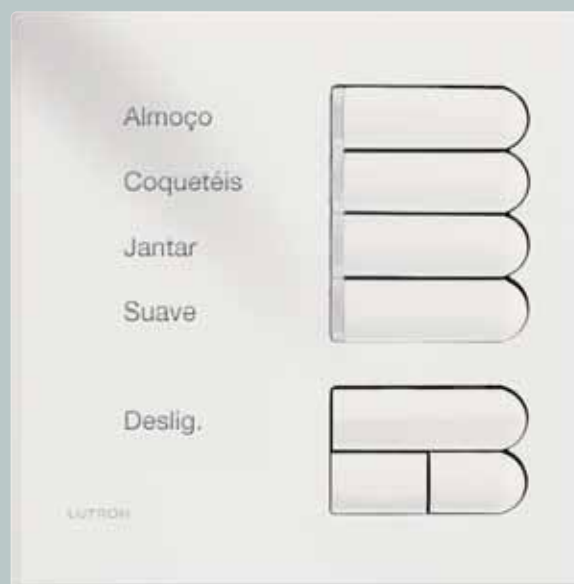 Almoço
Coquetéis
Jantar
Suave
Deslig.
LUTRON